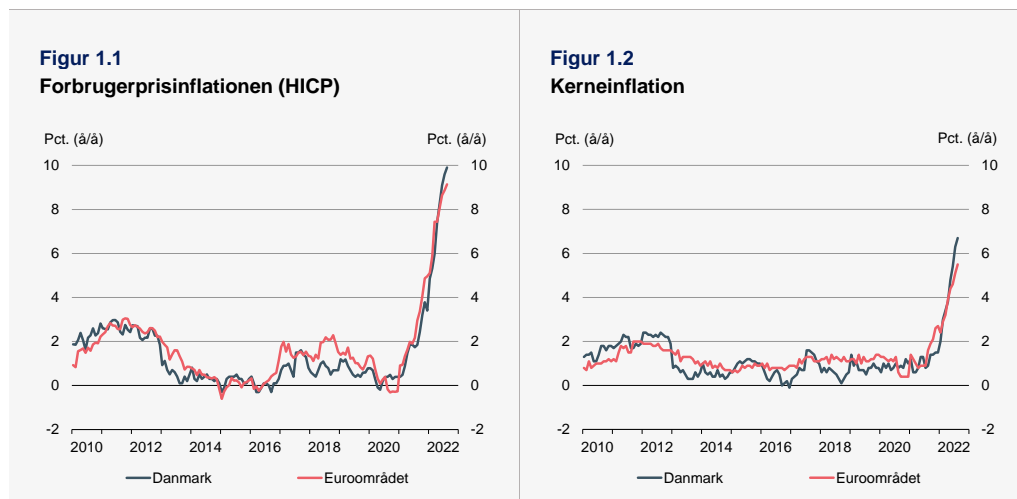 Figur 1.1
Forbrugerprisinflationen (HICP)
Pct. (å/å) Pct. (å/å)
10 10
8 8
6 6
4 4
2 2
0 0
-2 -2
2010 2012 2014 2016 2018 2020 2022
Danmark Euroområdet
Figur 1.2
Kerneinflation
Pct. (å/å) Pct. (å/å)
10 10
8 8
6 6
4 4
2 2
0 0
-2 -2
2010 2012 2014 2016 2018 2020 2022
Danmark Euroområdet